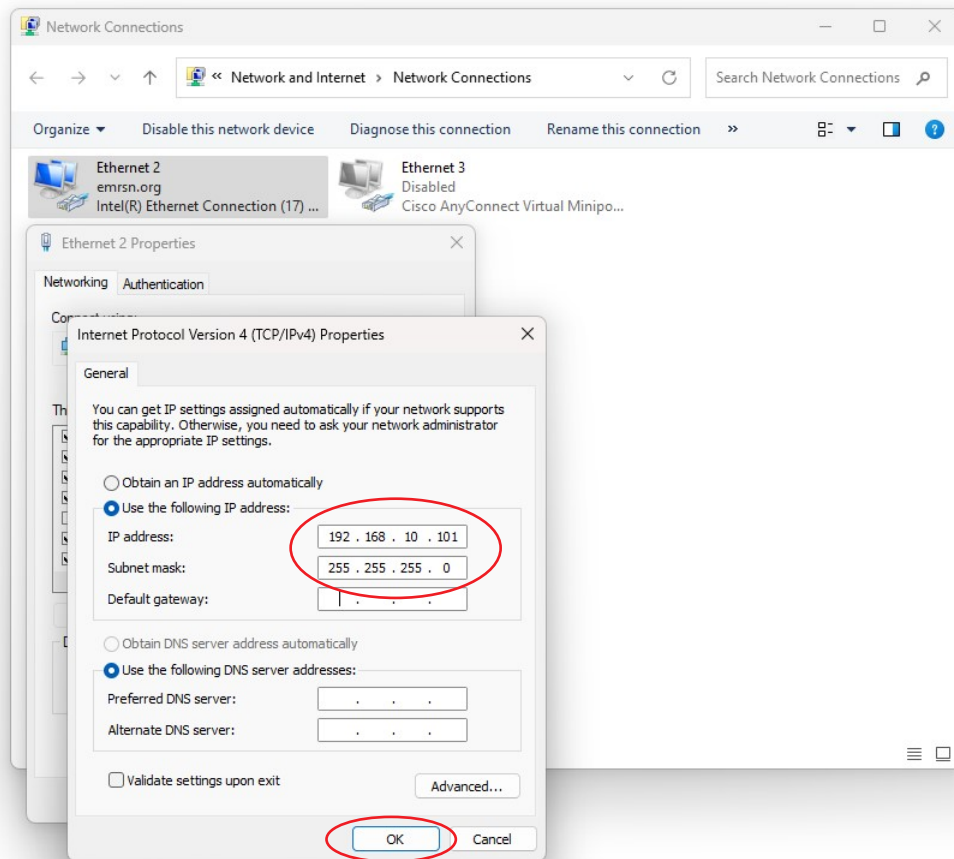 Network Connections
« Network and Internet › Network Connections
Search Network Connections
Organize
Disable this network device
Diagnose this connection
Rename this connection
»
?
Ethernet 2
emrsn.org
Intel(R) Ethernet Connection (17) ...
Ethernet 3
Disabled
Cisco AnyConnect Virtual Minipo...
Ethernet 2 Properties
Networking
Authentication
Internet Protocol Version 4 (TCP/IPv4) Properties
General
You can get IP settings assigned automatically if your network supports
this capability. Otherwise, you need to ask your network administrator
for the appropriate IP settings.
Obtain an IP address automatically
Use the following IP address:
IP address:
192 . 168 . 10 . 101
Subnet mask:
255 . 255 . 255 . 0
Default gateway:
. . .
Obtain DNS server address automatically
Use the following DNS server addresses:
Preferred DNS server:
. . .
Alternate DNS server:
. . .
Validate settings upon exit
Advanced...
OK
Cancel